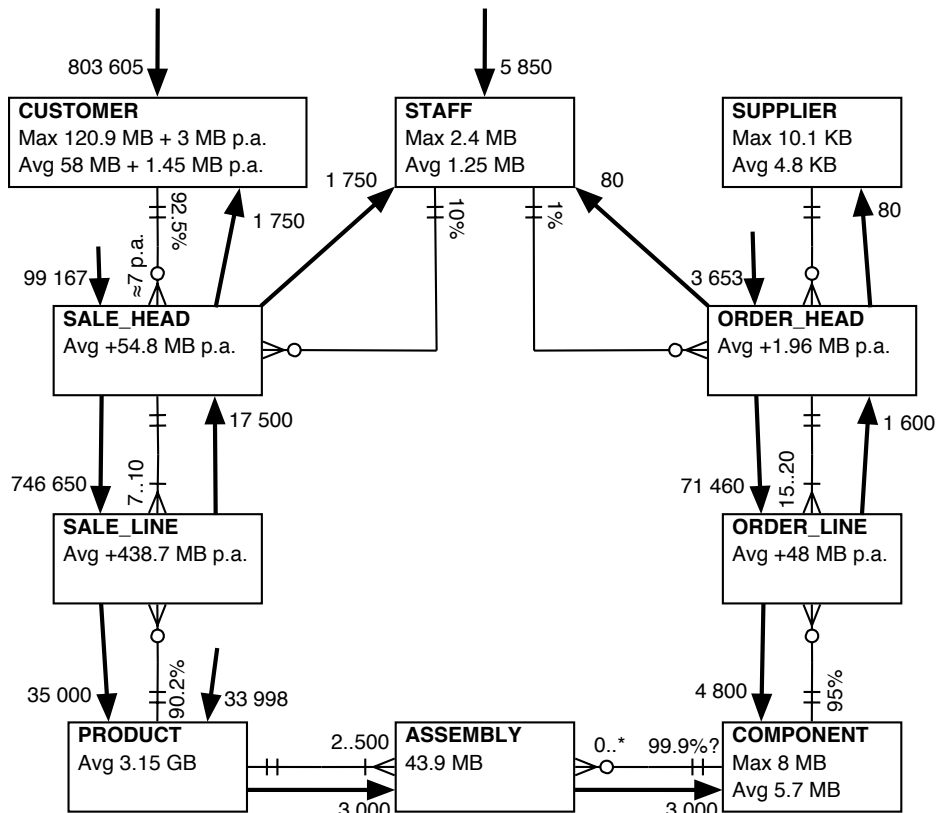 803 605
5 850
CUSTOMER
Max 120.9 MB + 3 MB p.a.
Avg 58 MB + 1.45 MB p.a.
STAFF
Max 2.4 MB
Avg 1.25 MB
SUPPLIER
Max 10.1 KB
Avg 4.8 KB
92.5%
≈7 p.a.
1 750
1 750
10%
1%
80
80
99 167
3 653
SALE_HEAD
Avg +54.8 MB p.a.
ORDER_HEAD
Avg +1.96 MB p.a.
17 500
1 600
746 650
7..10
71 460
15..20
SALE_LINE
Avg +438.7 MB p.a.
ORDER_LINE
Avg +48 MB p.a.
35 000
90.2%
33 998
4 800
95%
PRODUCT
Avg 3.15 GB
2..500
ASSEMBLY
43.9 MB
0..*
99.9%?
COMPONENT
Max 8 MB
Avg 5.7 MB
3 000
3 000